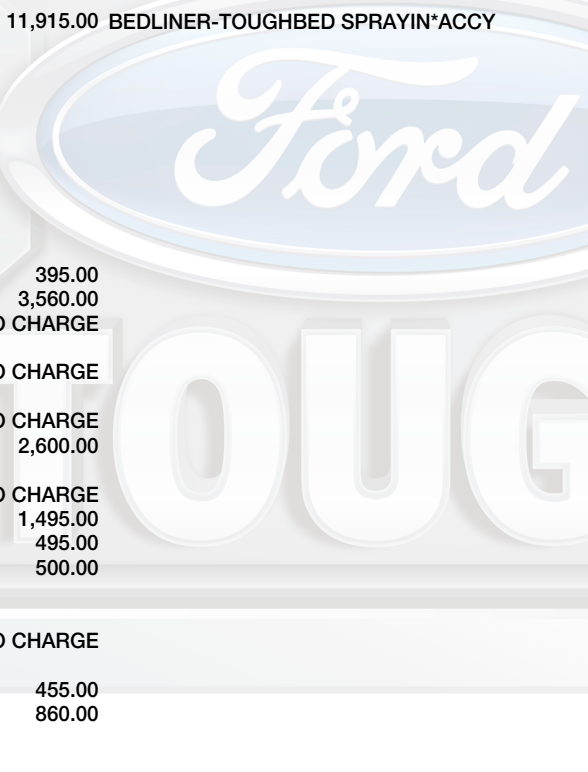 11,915.00 BEDLINER-TOUGHBED SPRAYIN*ACCY
Ford
395.00
3,560.00
CHARGE
CHARGE
TOUG
CHARGE
2,600.00
CHARGE
1,495.00
495.00
500.00
CHARGE
455.00
860.00